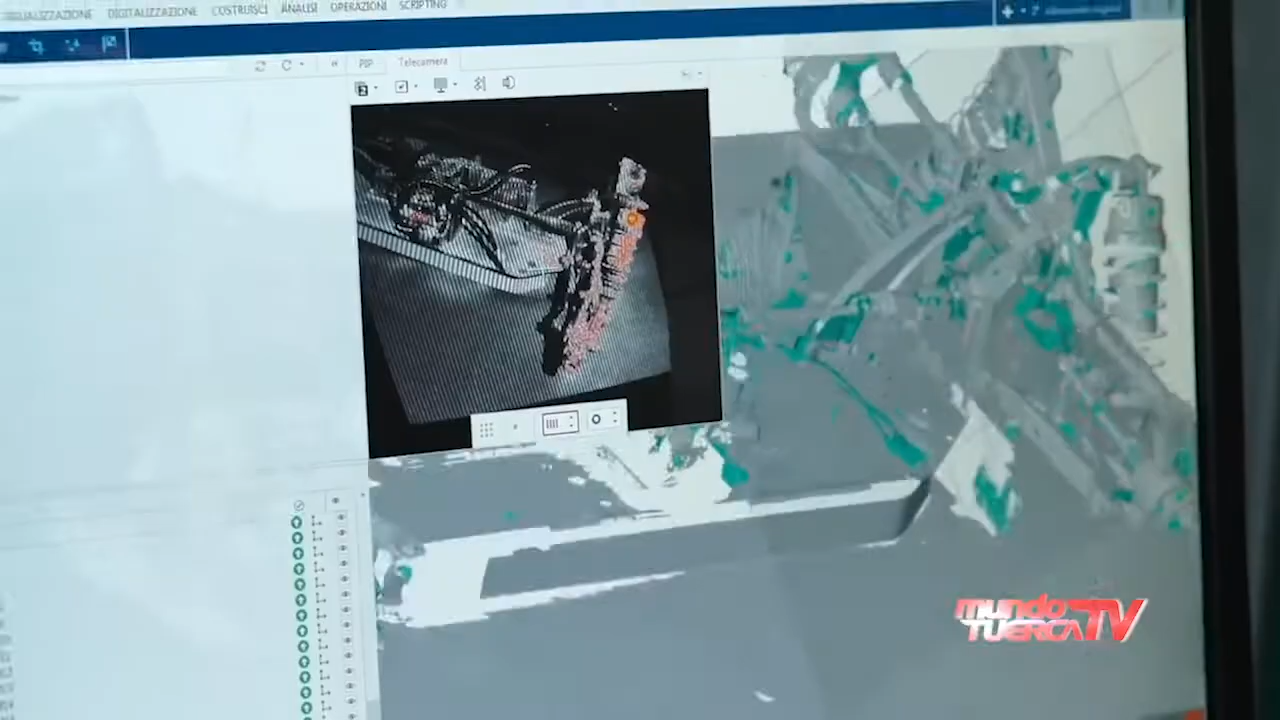 DIGITALIZZAZIONE COSTRUISCI ANALISI OPERAZIONI SCRIPTING
PIP Telecamera
mundo
TUERCA TV